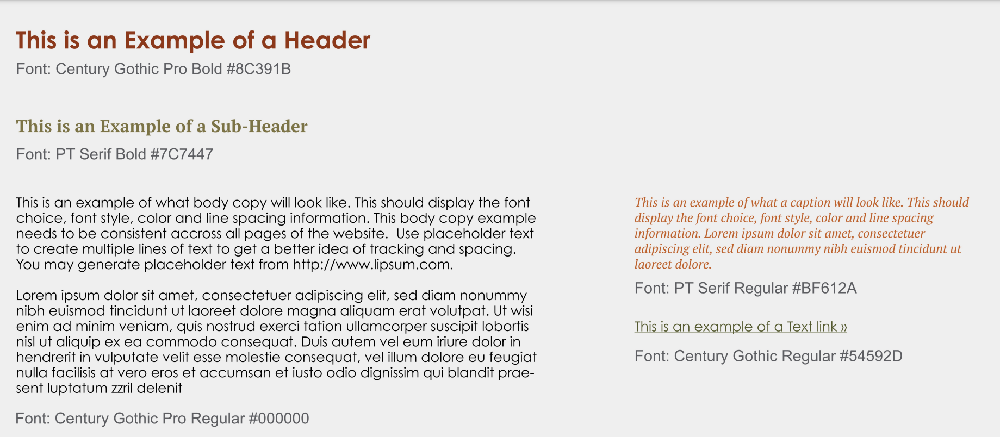 This is an Example of a Header
Font: Century Gothic Pro Bold #8C391B
This is an Example of a Sub-Header
Font: PT Serif Bold #7C7447
This is an example of what body copy will look like. This should display the font
choice, font style, color and line spacing information. This body copy example
needs to be consistent accross all pages of the website.  Use placeholder text
to create multiple lines of text to get a better idea of tracking and spacing.
You may generate placeholder text from http://www.lipsum.com.
Lorem ipsum dolor sit amet, consectetuer adipiscing elit, sed diam nonummy
nibh euismod tincidunt ut laoreet dolore magna aliquam erat volutpat. Ut wisi
enim ad minim veniam, quis nostrud exerci tation ullamcorper suscipit lobortis
nisl ut aliquip ex ea commodo consequat. Duis autem vel eum iriure dolor in
hendrerit in vulputate velit esse molestie consequat, vel illum dolore eu feugiat
nulla facilisis at vero eros et accumsan et iusto odio dignissim qui blandit prae-
sent luptatum zzril delenit
Font: Century Gothic Pro Regular #000000
This is an example of what a caption will look like. This should
display the font choice, font style, color and line spacing
information. Lorem ipsum dolor sit amet, consectetuer
adipiscing elit, sed diam nonummy nibh euismod tincidunt ut
laoreet dolore.
Font: PT Serif Regular #BF612A
This is an example of a Text link »
Font: Century Gothic Regular #54592D